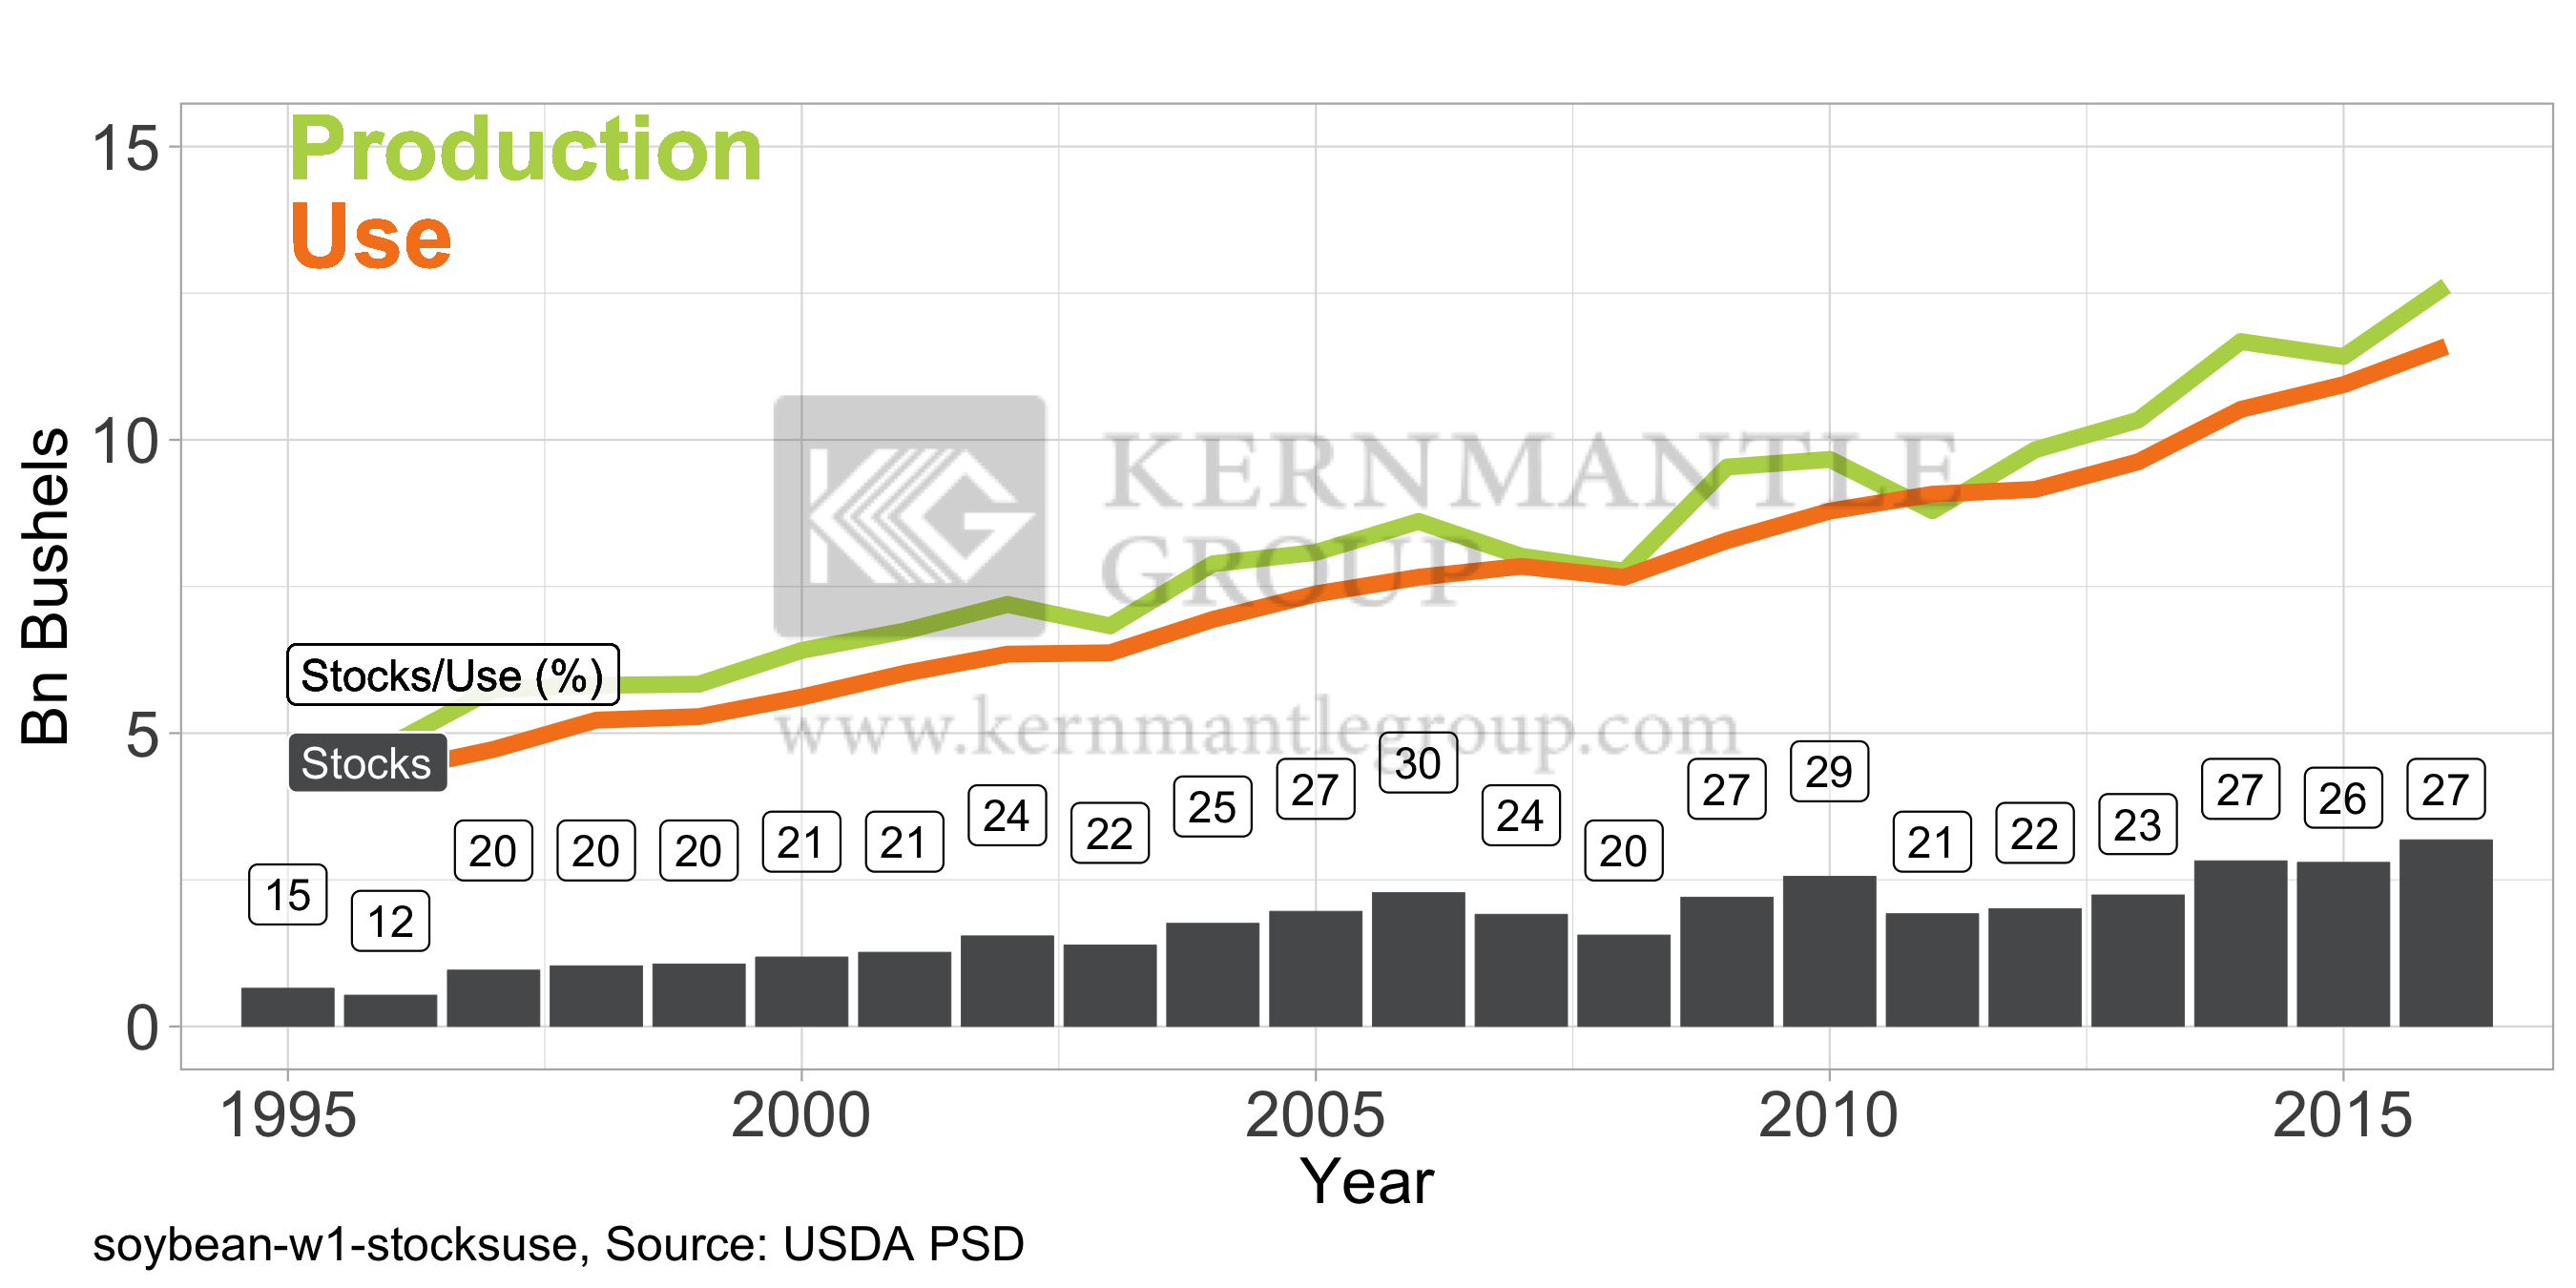 Production
Use
15
10
5
0
Bn Bushels
KERNMANTLE
GROUP
www.kernmantlegroup.com
Stocks/Use (%)
Stocks
15 12 20 20 20 21 21 24 22 25 27 30 24 20 27 29 21 22 23 27 26 27
1995 2000 2005 2010 2015
Year
soybean-w1-stocksuse, Source: USDA PSD